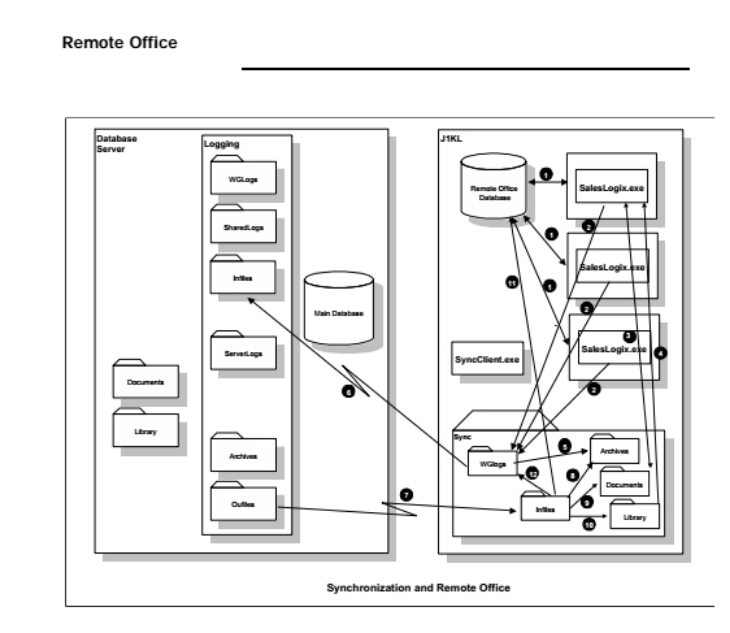 Remote Office
Database
Server
Logging
WGLogs
SharedLogs
Infiles
ServerLogs
Archives
Oufiles
Documents
Library
Main Database
J1KL
Remote Office
Database
SalesLogix.exe
SalesLogix.exe
SalesLogix.exe
SyncClient.exe
Sync
WGlogs
Infiles
Archives
Documents
Library
1
1
1
2
2
2
3
4
5
6
7
8
9
10
11
12
Synchronization and Remote Office